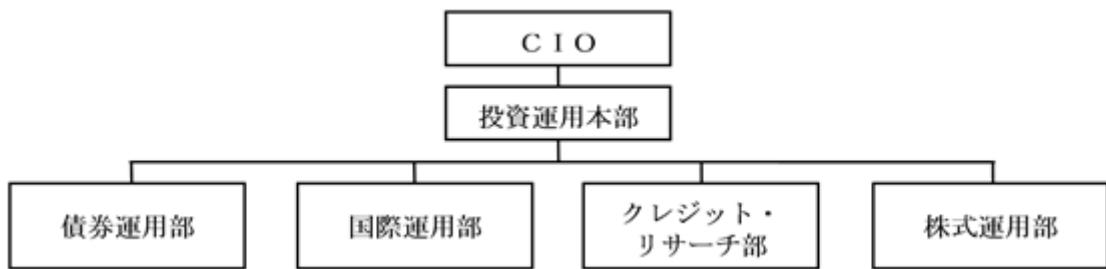 ＣＩＯ
投資運用本部
債券運用部
国際運用部
クレジット・
リサーチ部
株式運用部